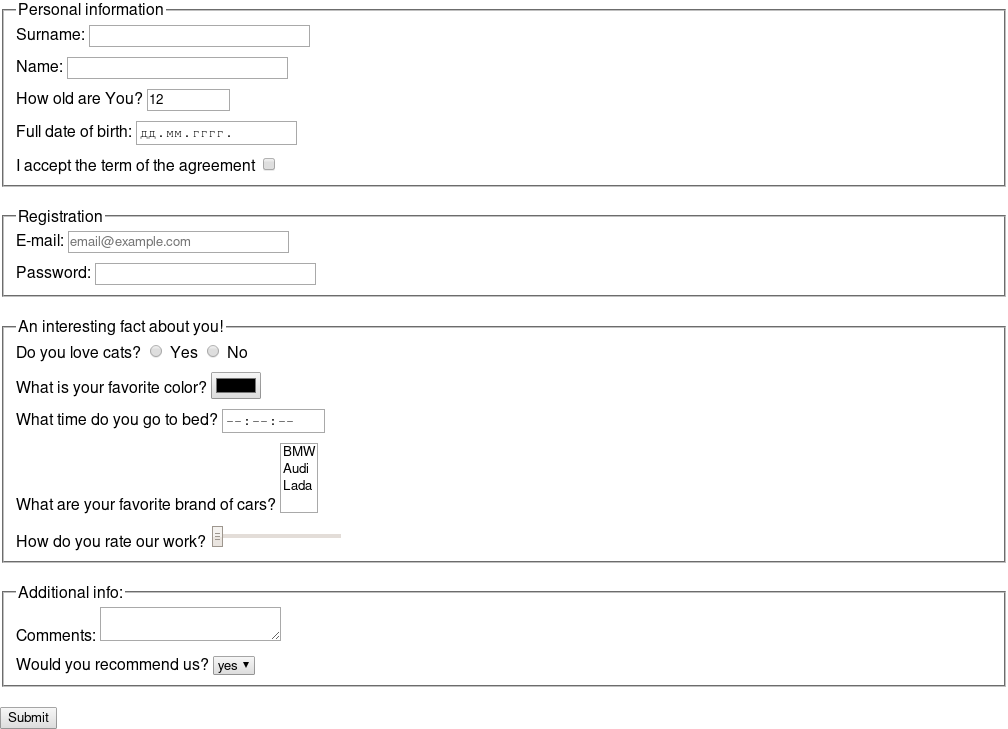 Personal information
Surname:
Name:
How old are You? 12
Full date of birth: дд.мм.гггг.
I accept the term of the agreement
Registration
E-mail: email@example.com
Password:
An interesting fact about you!
Do you love cats? Yes No
What is your favorite color?
What time do you go to bed? --:--:--
BMW
Audi
Lada
What are your favorite brand of cars?
How do you rate our work?
Additional info:
Comments:
Would you recommend us? yes
Submit